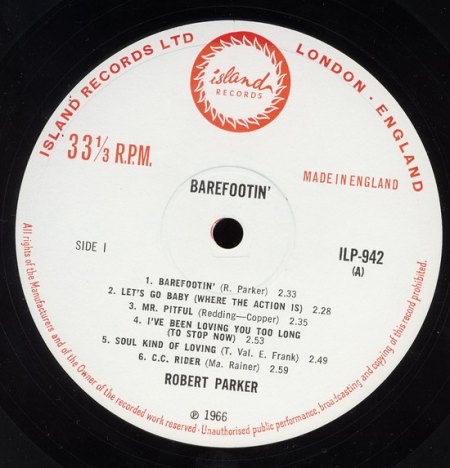 ISLAND RECORDS LTD LONDON · ENGLAND
island
RECORDS
33⅓ R.P.M.
MADE IN ENGLAND
BAREFOOTIN'
SIDE I
ILP-942
(A)
1. BAREFOOTIN' (R. Parker) 2.33
2. LET'S GO BABY (WHERE THE ACTION IS) 2.28
3. MR. PITFUL (Redding—Copper) 2.35
4. I'VE BEEN LOVING YOU TOO LONG
(TO STOP NOW) 2.53
5. SOUL KIND OF LOVING (T. Val. E. Frank) 2.49
6. C.C. RIDER (Ma. Rainer) 2.59
ROBERT PARKER
℗ 1966
All rights of the Manufacturers and of the Owner of the recorded work reserved · Unauthorised public performance, broadcasting and copying of this record prohibited.